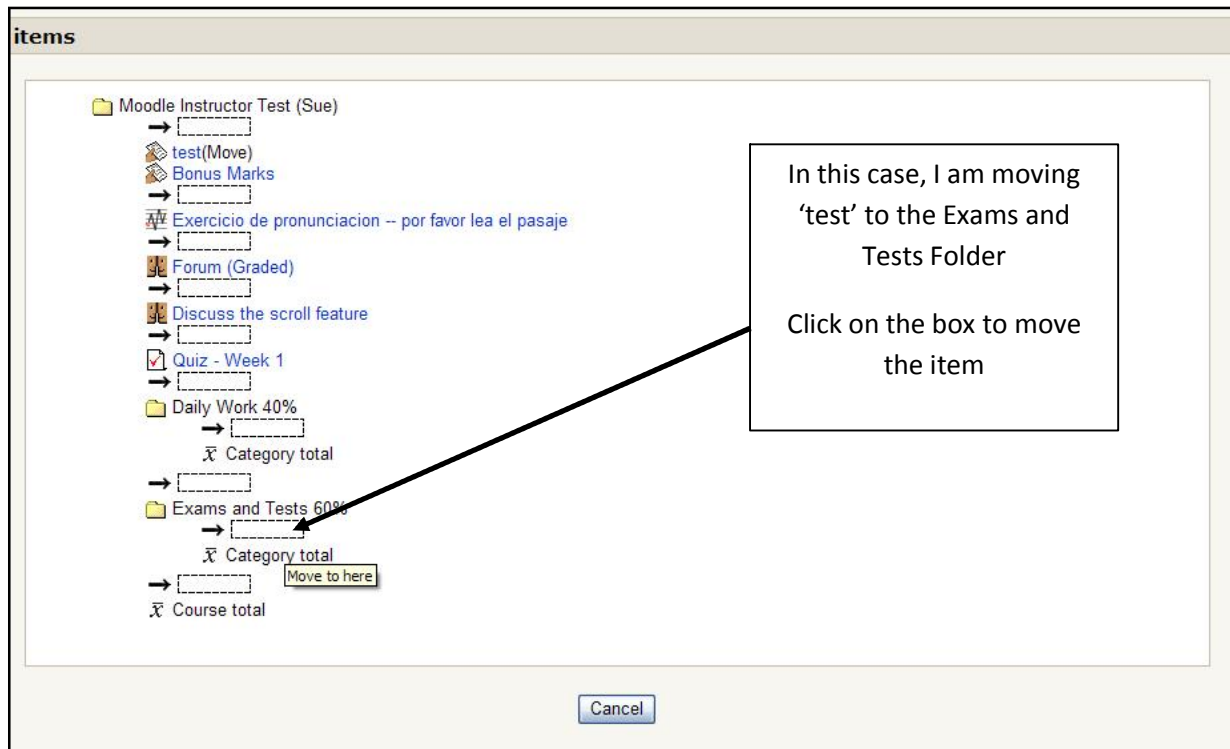 items
Moodle Instructor Test (Sue)
test(Move)
Bonus Marks
Exercicio de pronunciacion -- por favor lea el pasaje
Forum (Graded)
Discuss the scroll feature
Quiz - Week 1
Daily Work 40%
x̄ Category total
Exams and Tests 60%
x̄ Category total
Move to here
x̄ Course total
In this case, I am moving
‘test’ to the Exams and
Tests Folder
Click on the box to move
the item
Cancel